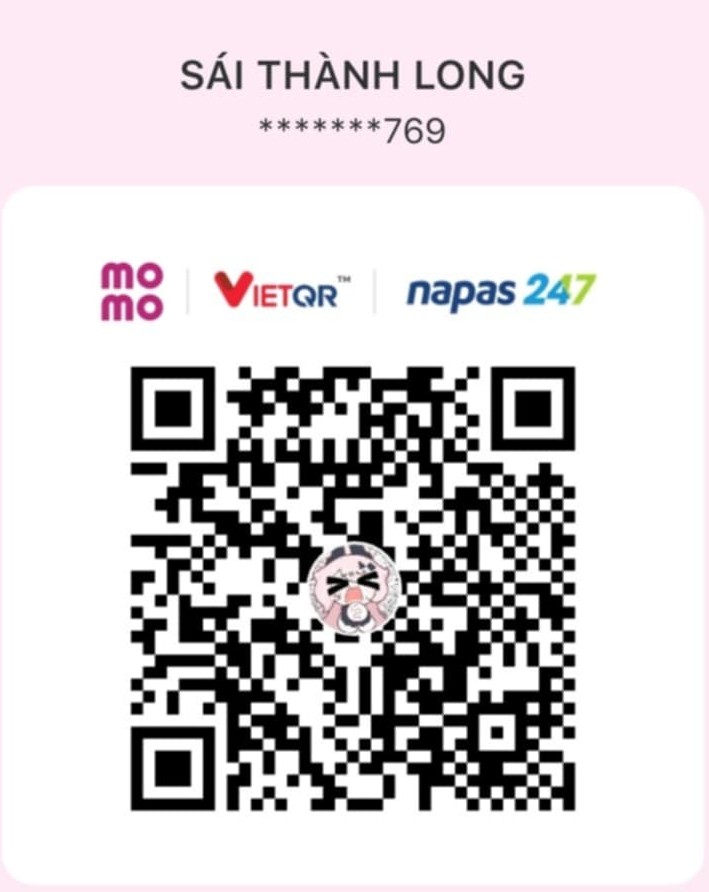 SÁI THÀNH LONG
*******769
mo
mo
VIETQR™
napas 247